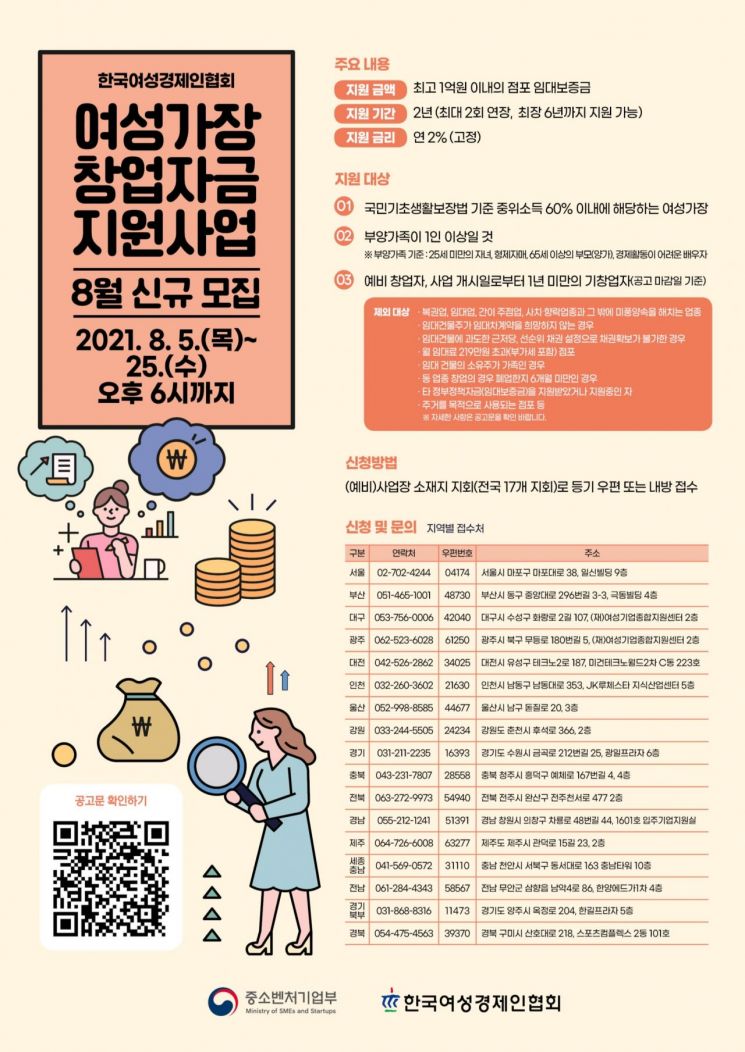 한국여성경제인협회
여성가장
창업자금
지원사업
8월 신규 모집
2021. 8. 5.(목)~
25.(수)
오후 6시까지
₩
₩
공고문 확인하기
주요 내용
지원 금액 최고 1억원 이내의 점포 임대보증금
지원 기간 2년 (최대 2회 연장, 최장 6년까지 지원 가능)
지원 금리 연 2% (고정)
지원 대상
01 국민기초생활보장법 기준 중위소득 60% 이내에 해당하는 여성가장
02 부양가족이 1인 이상일 것
※ 부양가족 기준 : 25세 미만의 자녀, 형제자매, 65세 이상의 부모(양가), 경제활동이 어려운 배우자
03 예비 창업자, 사업 개시일로부터 1년 미만의 기창업자(공고 마감일 기준)
제외 대상 · 복권업, 임대업, 간이 주점업, 사치·향락업종과 그 밖에 미풍양속을 해치는 업종
· 임대건물주가 임대차계약을 희망하지 않는 경우
· 임대건물에 과도한 근저당, 선순위 채권 설정으로 채권확보가 불가한 경우
· 월 임대료 219만원 초과(부가세 포함) 점포
· 임대 건물의 소유주가 가족인 경우
· 동 업종 창업의 경우 폐업한지 6개월 미만인 경우
· 타 정부정책자금(임대보증금)을 지원받았거나 지원중인 자
· 주거를 목적으로 사용되는 점포 등
※ 자세한 사항은 공고문을 확인 바랍니다.
신청방법
(예비)사업장 소재지 지회(전국 17개 지회)로 등기 우편 또는 내방 접수
신청 및 문의 지역별 접수처
구분 연락처 우편번호 주소
서울 02-702-4244 04174 서울시 마포구 마포대로 38, 일신빌딩 9층
부산 051-465-1001 48730 부산시 동구 중앙대로 296번길 3-3, 극동빌딩 4층
대구 053-756-0006 42040 대구시 수성구 화랑로 2길 107, (재)여성기업종합지원센터 2층
광주 062-523-6028 61250 광주시 북구 무등로 180번길 5, (재)여성기업종합지원센터 2층
대전 042-526-2862 34025 대전시 유성구 테크노2로 187, 미건테크노월드2차 C동 223호
인천 032-260-3602 21630 인천시 남동구 남동대로 353, JK루체스타 지식산업센터 5층
울산 052-998-8585 44677 울산시 남구 돋질로 20, 3층
강원 033-244-5505 24234 강원도 춘천시 후석로 366, 2층
경기 031-211-2235 16393 경기도 수원시 금곡로 212번길 25, 광일프라자 6층
충북 043-231-7807 28558 충북 청주시 흥덕구 예체로 167번길 4, 4층
전북 063-272-9973 54940 전북 전주시 완산구 전주천서로 477 2층
경남 055-212-1241 51391 경남 창원시 의창구 차룡로 48번길 44, 1601호 입주기업지원실
제주 064-726-6008 63277 제주도 제주시 관덕로 15길 23, 2층
세종 충남 041-569-0572 31110 충남 천안시 서북구 동서대로 163 충남타워 10층
전남 061-284-4343 58567 전남 무안군 삼향읍 남악4로 86, 한양에드가1차 4층
경기 북부 031-868-8316 11473 경기도 양주시 옥정로 204, 한길프라자 5층
경북 054-475-4563 39370 경북 구미시 산호대로 218, 스포츠컴플렉스 2동 101호
중소벤처기업부
Ministry of SMEs and Startups
한국여성경제인협회